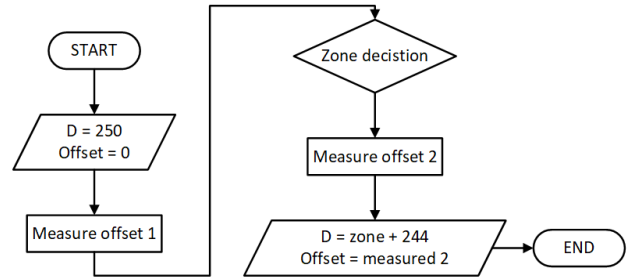 START
D = 250
Offset = 0
Measure offset 1
Zone decistion
Measure offset 2
D = zone + 244
Offset = measured 2
END